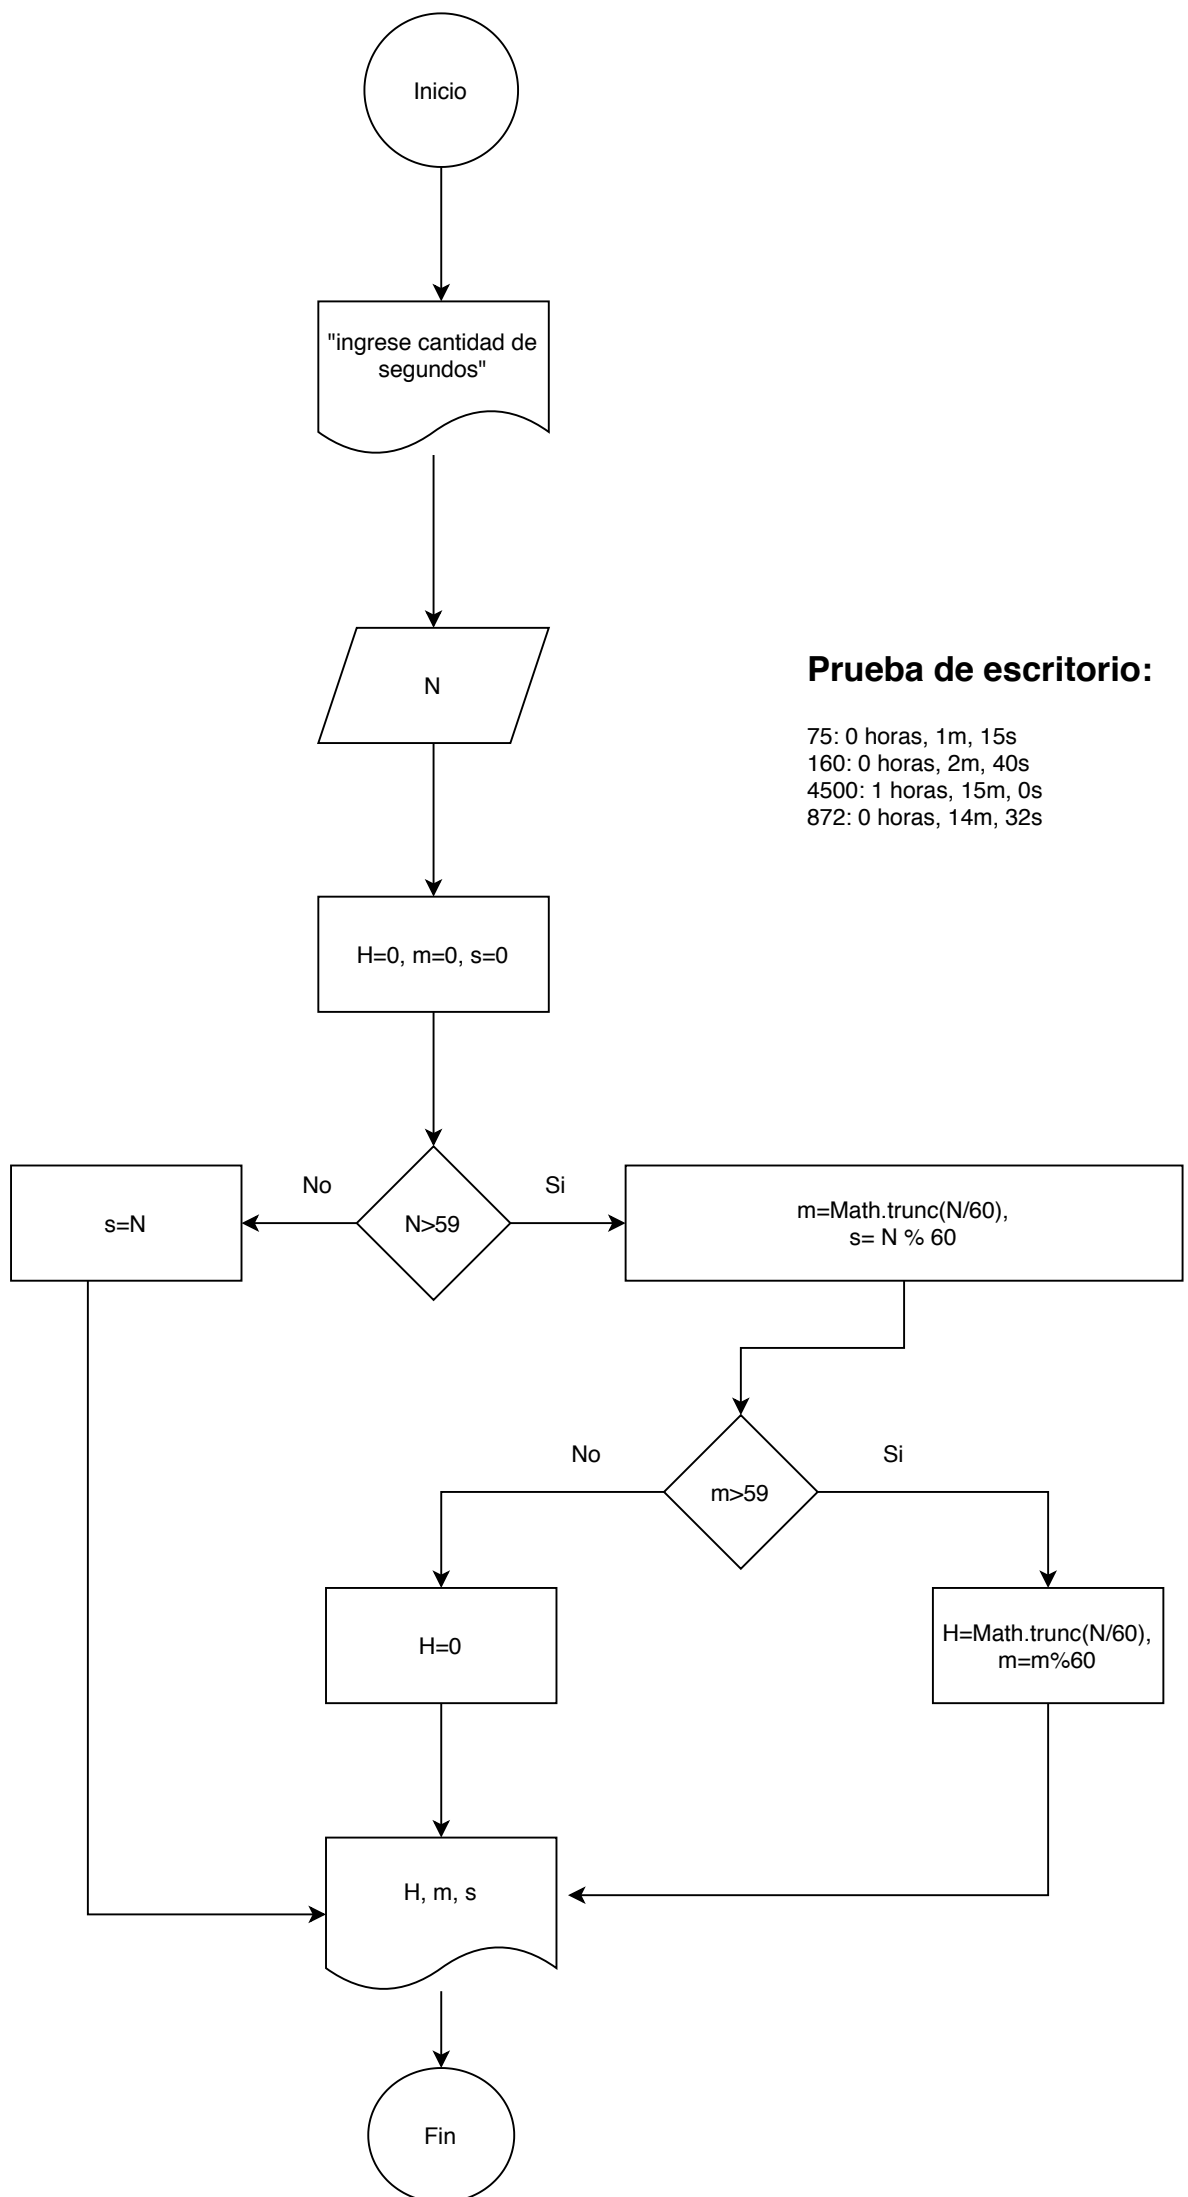 Inicio
"ingrese cantidad de
segundos"
N
Prueba de escritorio:
75: 0 horas, 1m, 15s
160: 0 horas, 2m, 40s
4500: 1 horas, 15m, 0s
872: 0 horas, 14m, 32s
H=0, m=0, s=0
No
Si
s=N
N>59
m=Math.trunc(N/60),
s= N % 60
No
Si
m>59
H=0
H=Math.trunc(N/60),
m=m%60
H, m, s
Fin